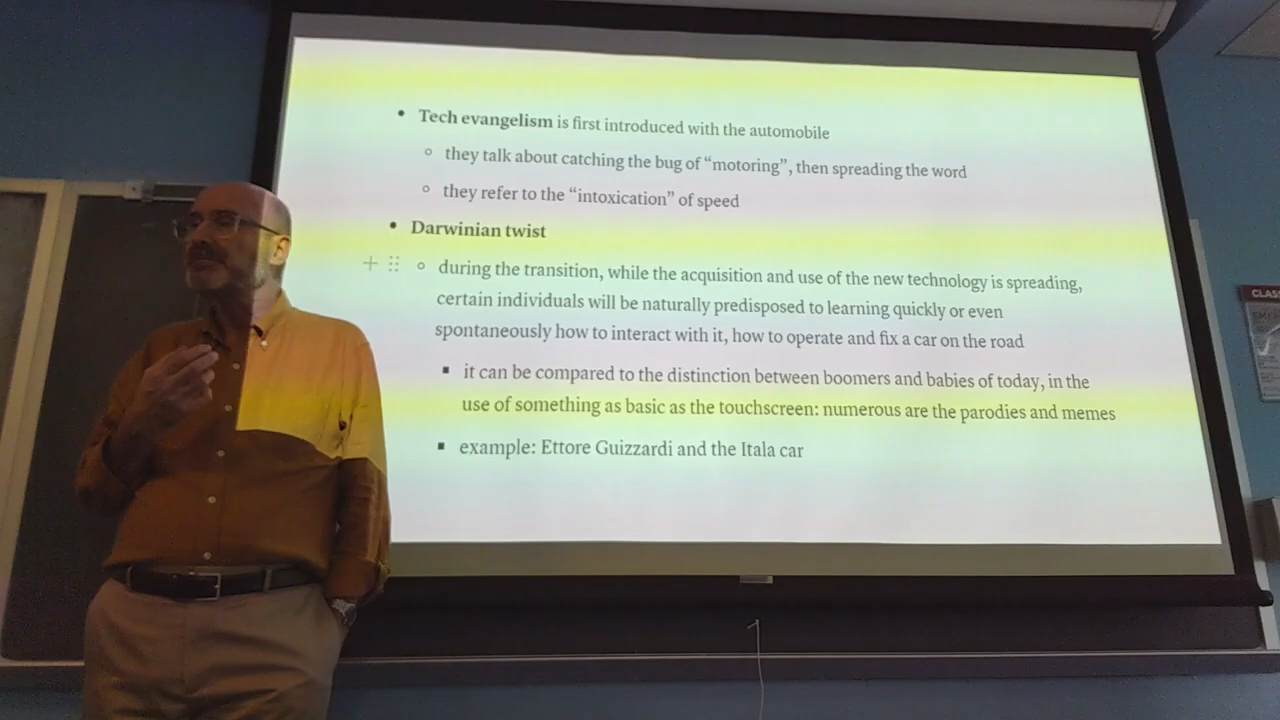 • Tech evangelism is first introduced with the automobile
◦ they talk about catching the bug of “motoring”, then spreading the word
◦ they refer to the “intoxication” of speed
• Darwinian twist
◦ during the transition, while the acquisition and use of the new technology is spreading,
certain individuals will be naturally predisposed to learning quickly or even
spontaneously how to interact with it, how to operate and fix a car on the road
▪ it can be compared to the distinction between boomers and babies of today, in the
use of something as basic as the touchscreen: numerous are the parodies and memes
▪ example: Ettore Guizzardi and the Itala car